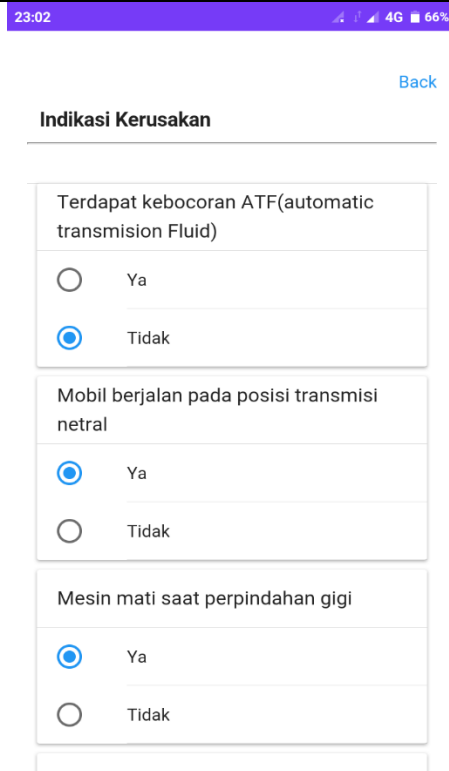 23:02 4G 66%
Back
Indikasi Kerusakan
Terdapat kebocoran ATF(automatic
transmision Fluid)
Ya
Tidak
Mobil berjalan pada posisi transmisi
netral
Ya
Tidak
Mesin mati saat perpindahan gigi
Ya
Tidak